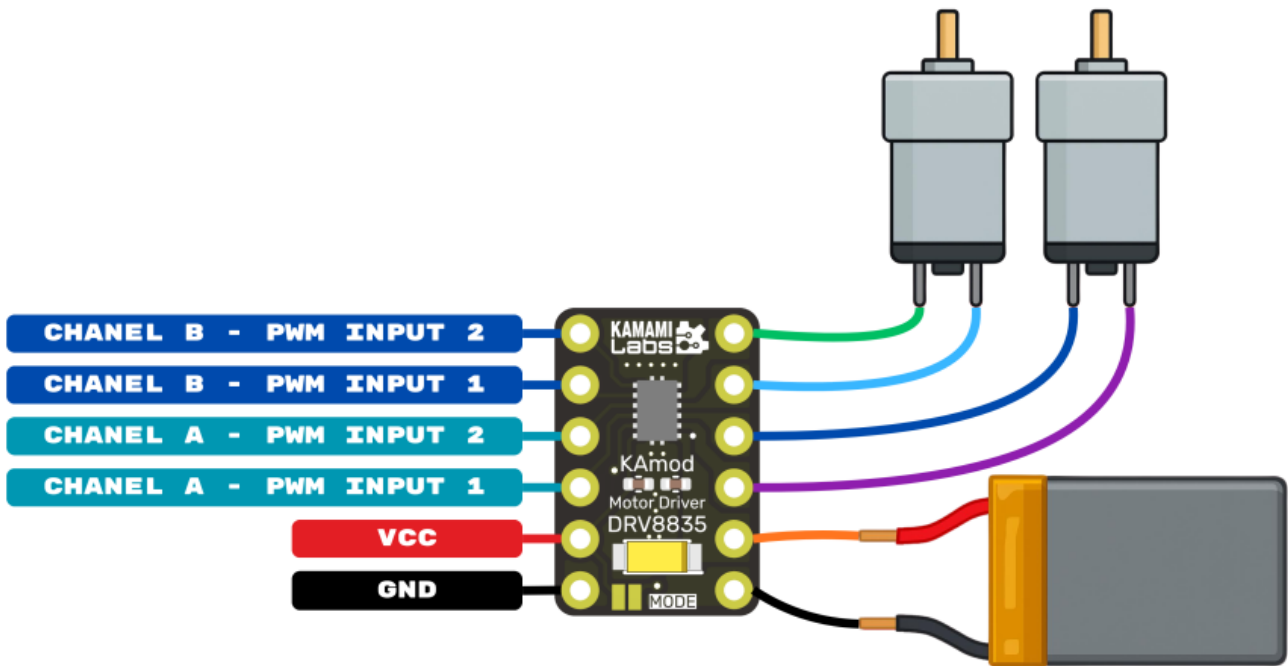 CHANEL B - PWM INPUT 2
CHANEL B - PWM INPUT 1
CHANEL A - PWM INPUT 2
CHANEL A - PWM INPUT 1
VCC
GND
KAMAMI
Labs
KAmod
Motor Driver
DRV8835
MODE